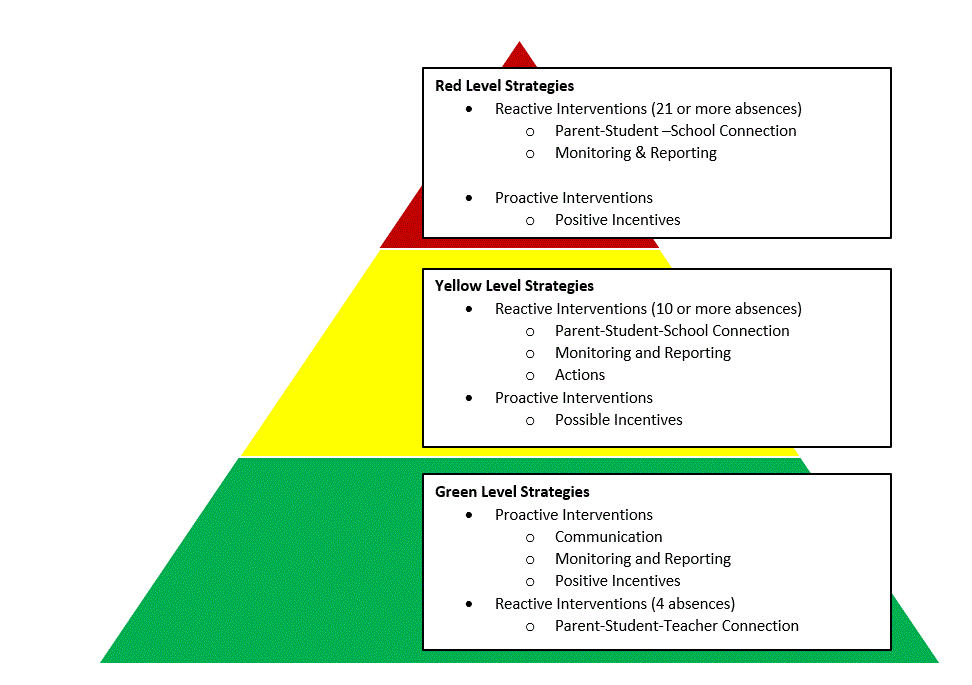 Red Level Strategies
• Reactive Interventions (21 or more absences)
o Parent-Student –School Connection
o Monitoring & Reporting
• Proactive Interventions
o Positive Incentives
Yellow Level Strategies
• Reactive Interventions (10 or more absences)
o Parent-Student-School Connection
o Monitoring and Reporting
o Actions
• Proactive Interventions
o Possible Incentives
Green Level Strategies
• Proactive Interventions
o Communication
o Monitoring and Reporting
o Positive Incentives
• Reactive Interventions (4 absences)
o Parent-Student-Teacher Connection